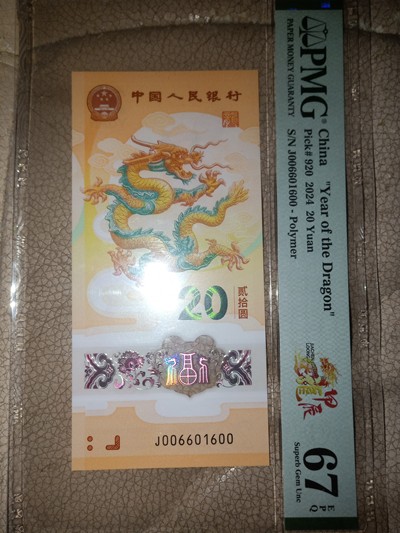 中国人民银行
20
贰拾圆
福
J006601600
PMG
PAPER MONEY GUARANTY
China "Year of the Dragon"
Pick# 920 2024 20 Yuan
S/N J006601600 - Polymer
67 EPQ
Superb Gem Unc